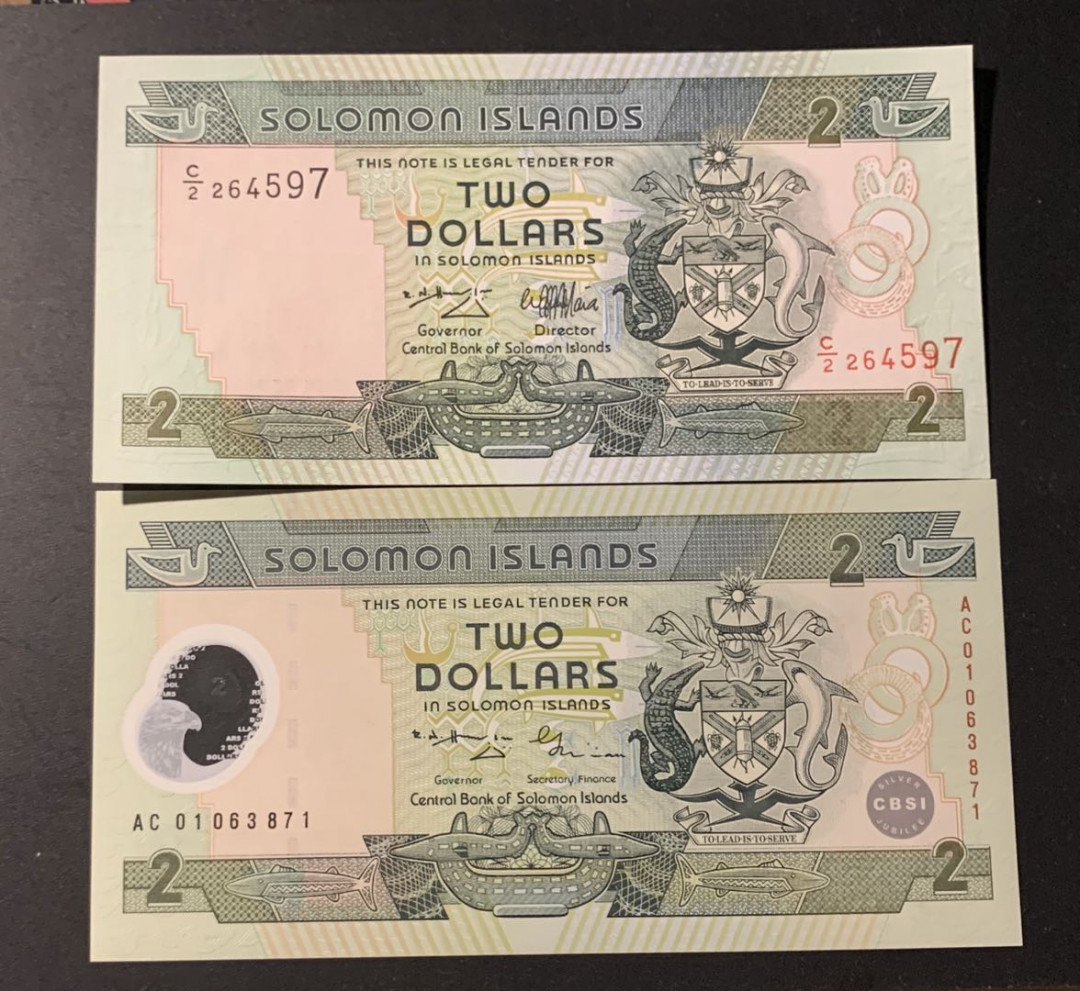 SOLOMON ISLANDS
2
C/2 264597
THIS NOTE IS LEGAL TENDER FOR
TWO
DOLLARS
IN SOLOMON ISLANDS
Governor Director
Central Bank of Solomon Islands
C/2 264597
TO·LEAD·IS·TO·SERVE
2
2
SOLOMON ISLANDS
2
THIS NOTE IS LEGAL TENDER FOR
TWO
DOLLARS
IN SOLOMON ISLANDS
2
Governor Secretary, Finance
Central Bank of Solomon Islands
AC 01063871
AC01063871
SILVER
CBSI
JUBILEE
TO·LEAD·IS·TO·SERVE
2
2